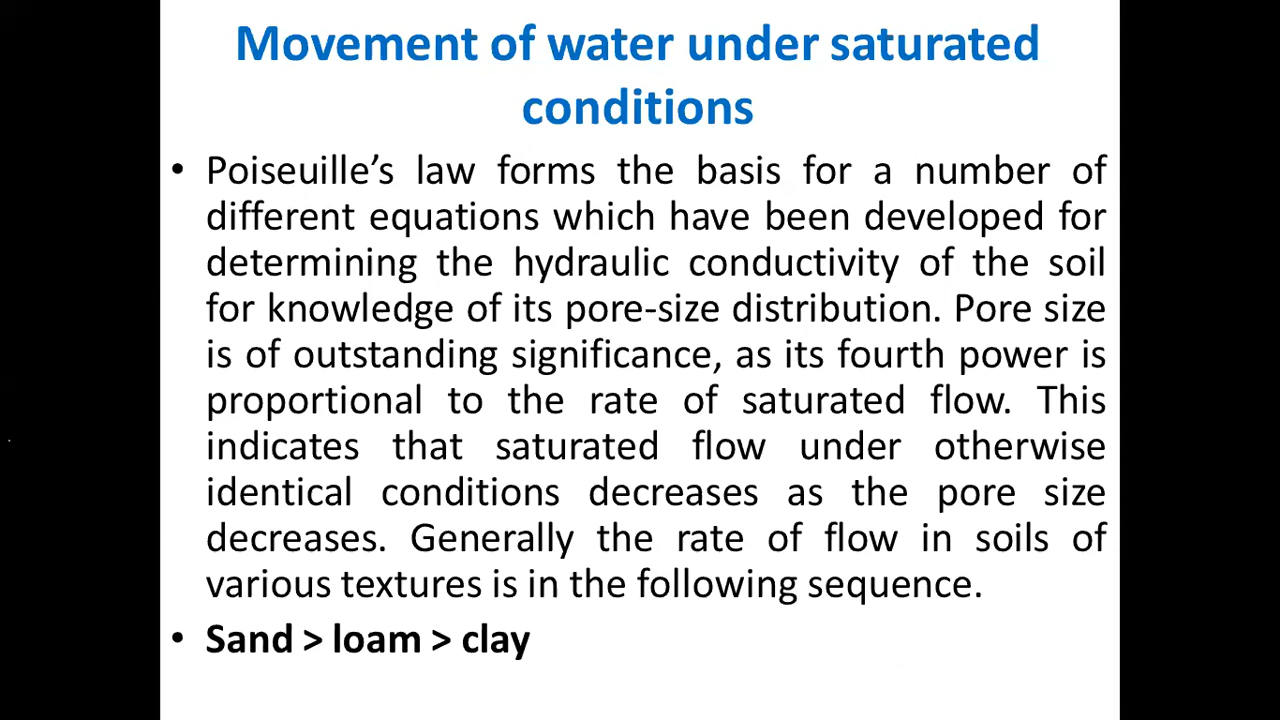 Movement of water under saturated
conditions
• Poiseuille’s law forms the basis for a number of
different equations which have been developed for
determining the hydraulic conductivity of the soil
for knowledge of its pore-size distribution. Pore size
is of outstanding significance, as its fourth power is
proportional to the rate of saturated flow. This
indicates that saturated flow under otherwise
identical conditions decreases as the pore size
decreases. Generally the rate of flow in soils of
various textures is in the following sequence.
• Sand > loam > clay